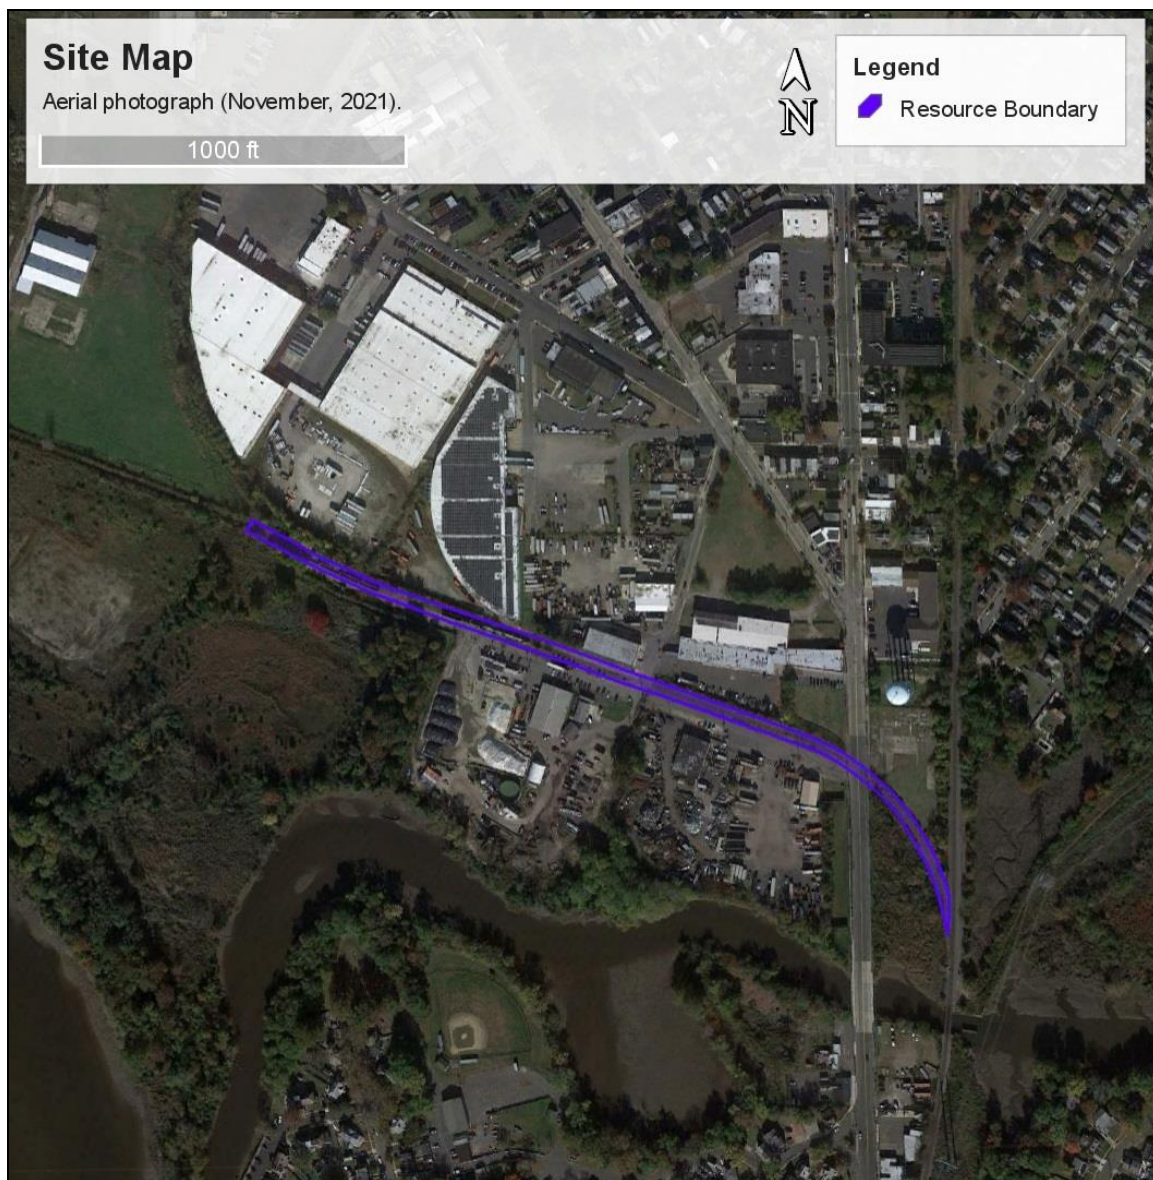 Site Map
Aerial photograph (November, 2021).
1000 ft
N
Legend
Resource Boundary